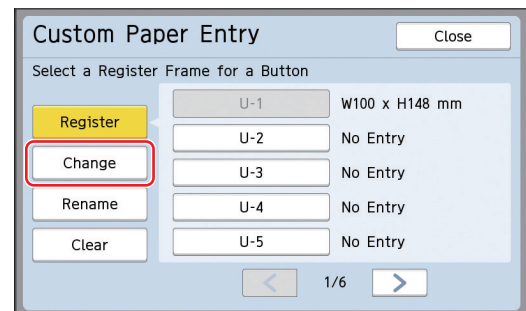 Custom Paper Entry
Close
Select a Register Frame for a Button
Register
Change
Rename
Clear
U-1 W100 x H148 mm
U-2 No Entry
U-3 No Entry
U-4 No Entry
U-5 No Entry
< 1/6 >